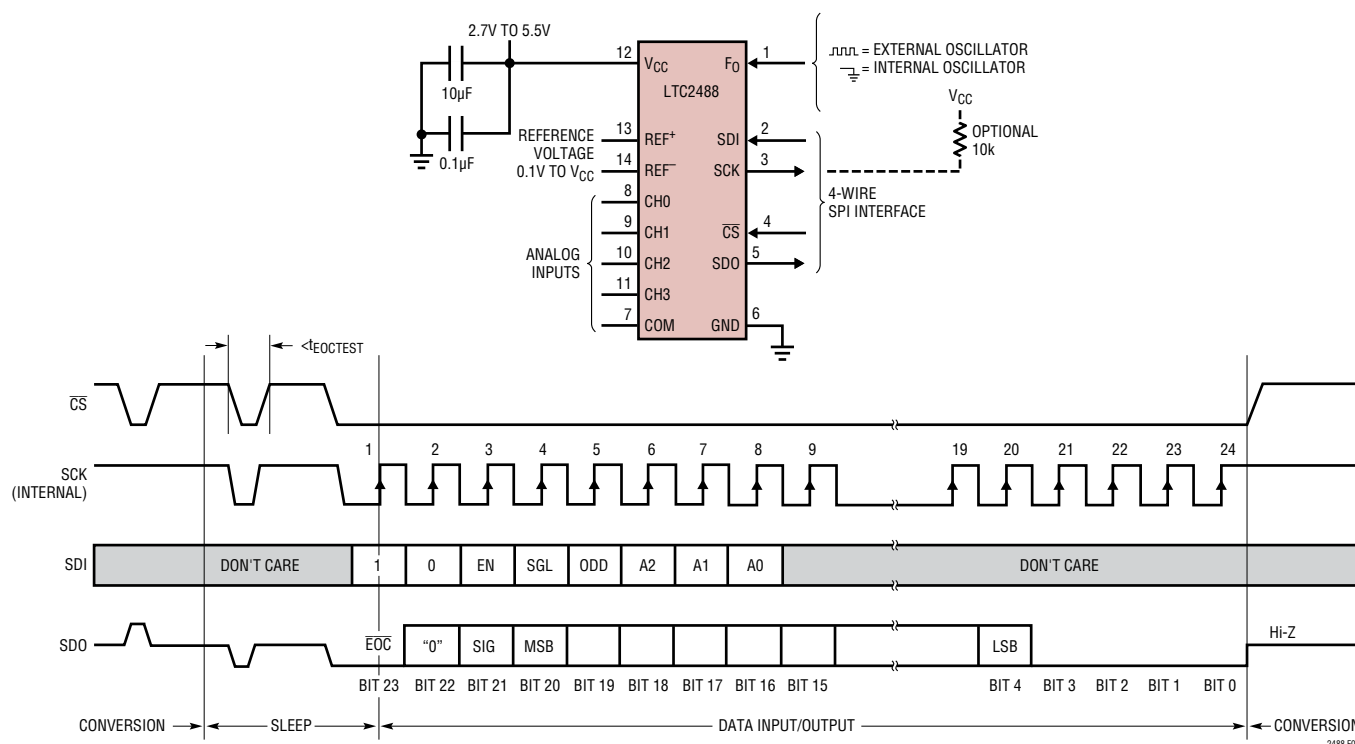 2.7V TO 5.5V
12
VCC
FO
1
= EXTERNAL OSCILLATOR
= INTERNAL OSCILLATOR
LTC2488
10µF
0.1µF
VCC
OPTIONAL
10k
REFERENCE
VOLTAGE
0.1V TO VCC
13
REF+
SDI
2
14
REF–
SCK
3
8
CH0
4-WIRE
SPI INTERFACE
9
CH1
CS
4
ANALOG
INPUTS
10
CH2
SDO
5
11
CH3
7
COM
GND
6
<tEOCTEST
CS
1 2 3 4 5 6 7 8 9 19 20 21 22 23 24
SCK
(INTERNAL)
SDI
DON'T CARE
1 0 EN SGL ODD A2 A1 A0
DON'T CARE
SDO
EOC "0" SIG MSB LSB
Hi-Z
BIT 23 BIT 22 BIT 21 BIT 20 BIT 19 BIT 18 BIT 17 BIT 16 BIT 15 BIT 4 BIT 3 BIT 2 BIT 1 BIT 0
CONVERSION SLEEP DATA INPUT/OUTPUT CONVERSION